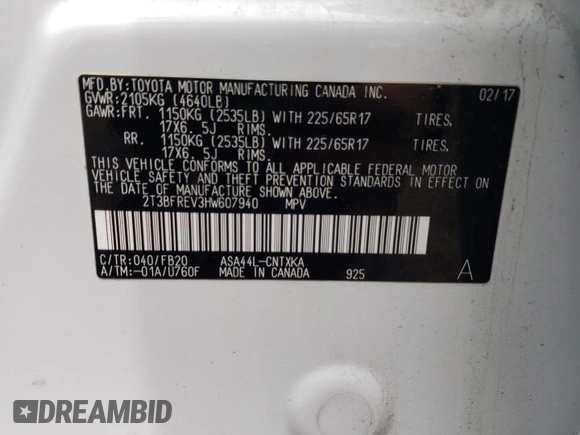 MFD.BY:TOYOTA MOTOR MANUFACTURING CANADA INC. 02/17
GVWR:2105KG (4640LB)
GAWR:FRT. 1150KG (2535LB) WITH 225/65R17 TIRES.
17X6.5J RIMS.
RR. 1150KG (2535LB) WITH 225/65R17 TIRES.
17X6.5J RIMS.
THIS VEHICLE CONFORMS TO ALL APPLICABLE FEDERAL MOTOR
VEHICLE SAFETY AND THEFT PREVENTION STANDARDS IN EFFECT ON
THE DATE OF MANUFACTURE SHOWN ABOVE.
2T3BFREV3HW607940 MPV
C/TR:040/FB20 ASA44L-CNTXKA
A/TM:-01A/U760F MADE IN CANADA 925 A
DREAMBID